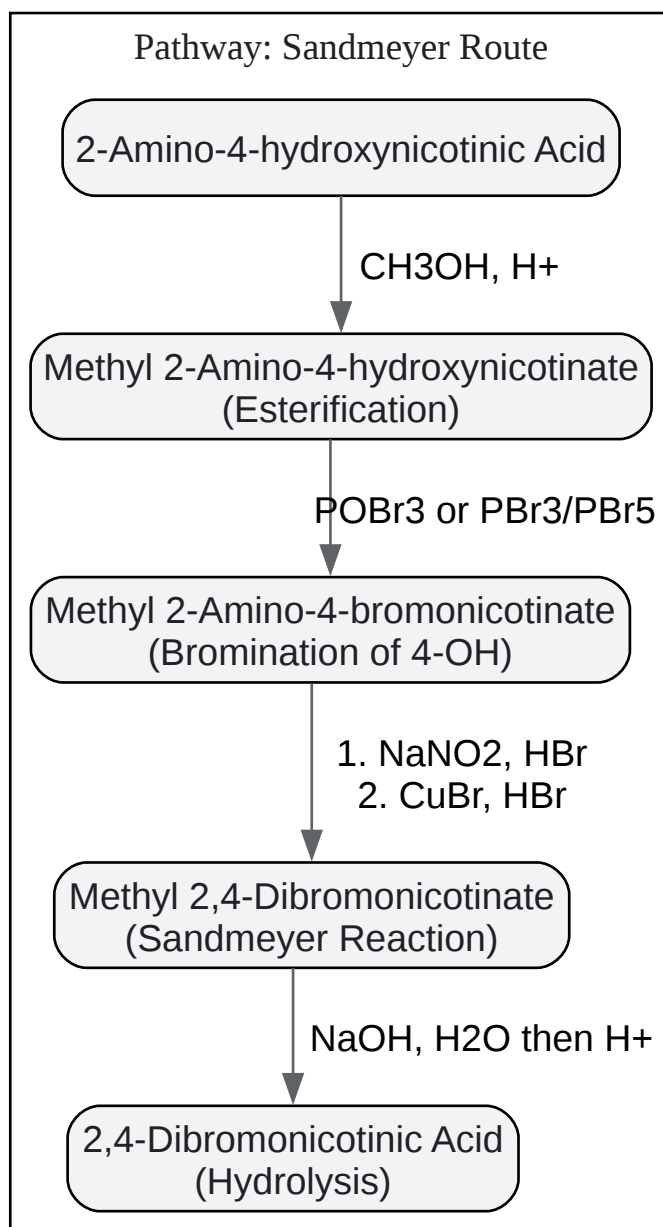 Pathway: Sandmeyer Route
2-Amino-4-hydroxynicotinic Acid
CH3OH, H+
Methyl 2-Amino-4-hydroxynicotinate
(Esterification)
POBr3 or PBr3/PBr5
Methyl 2-Amino-4-bromonicotinate
(Bromination of 4-OH)
1. NaNO2, HBr
2. CuBr, HBr
Methyl 2,4-Dibromonicotinate
(Sandmeyer Reaction)
NaOH, H2O then H+
2,4-Dibromonicotinic Acid
(Hydrolysis)